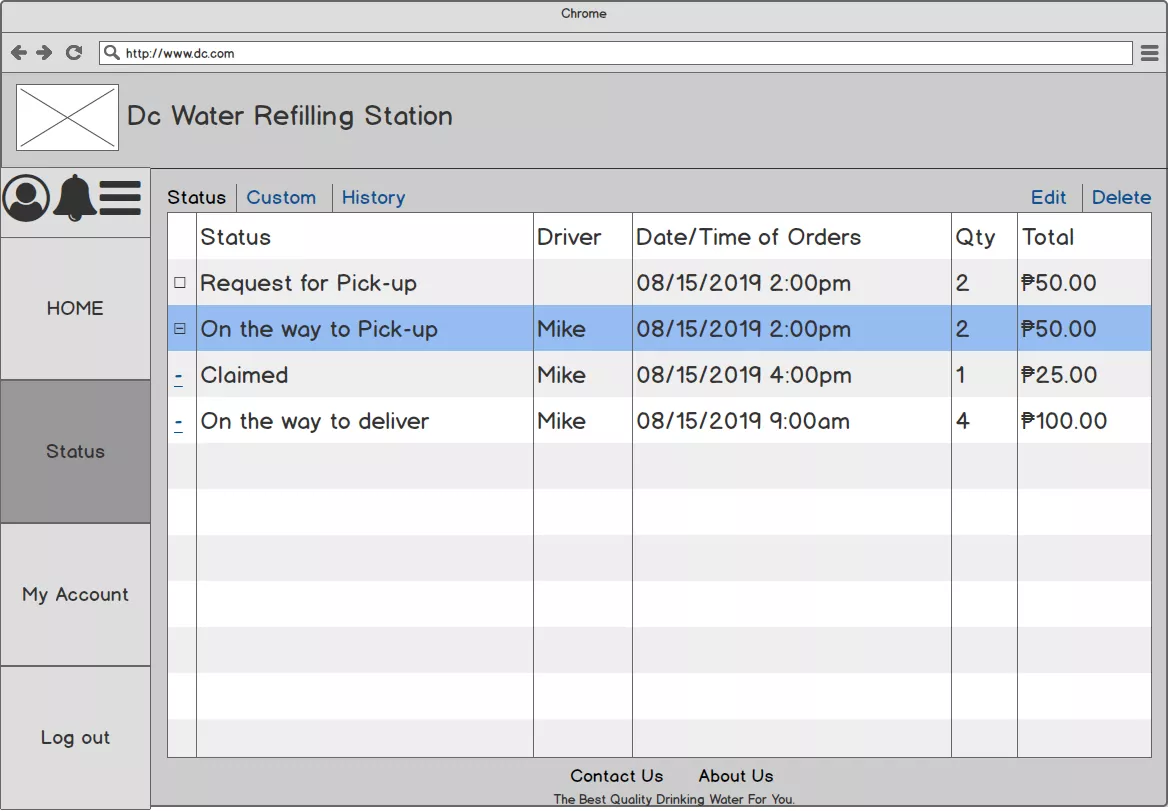 Chrome
http://www.dc.com
Dc Water Refilling Station
Status Custom History Edit Delete
Status Driver Date/Time of Orders Qty Total
Request for Pick-up 08/15/2019 2:00pm 2 ₱50.00
On the way to Pick-up Mike 08/15/2019 2:00pm 2 ₱50.00
- Claimed Mike 08/15/2019 4:00pm 1 ₱25.00
- On the way to deliver Mike 08/15/2019 9:00am 4 ₱100.00
HOME
Status
My Account
Log out
Contact Us About Us
The Best Quality Drinking Water For You.